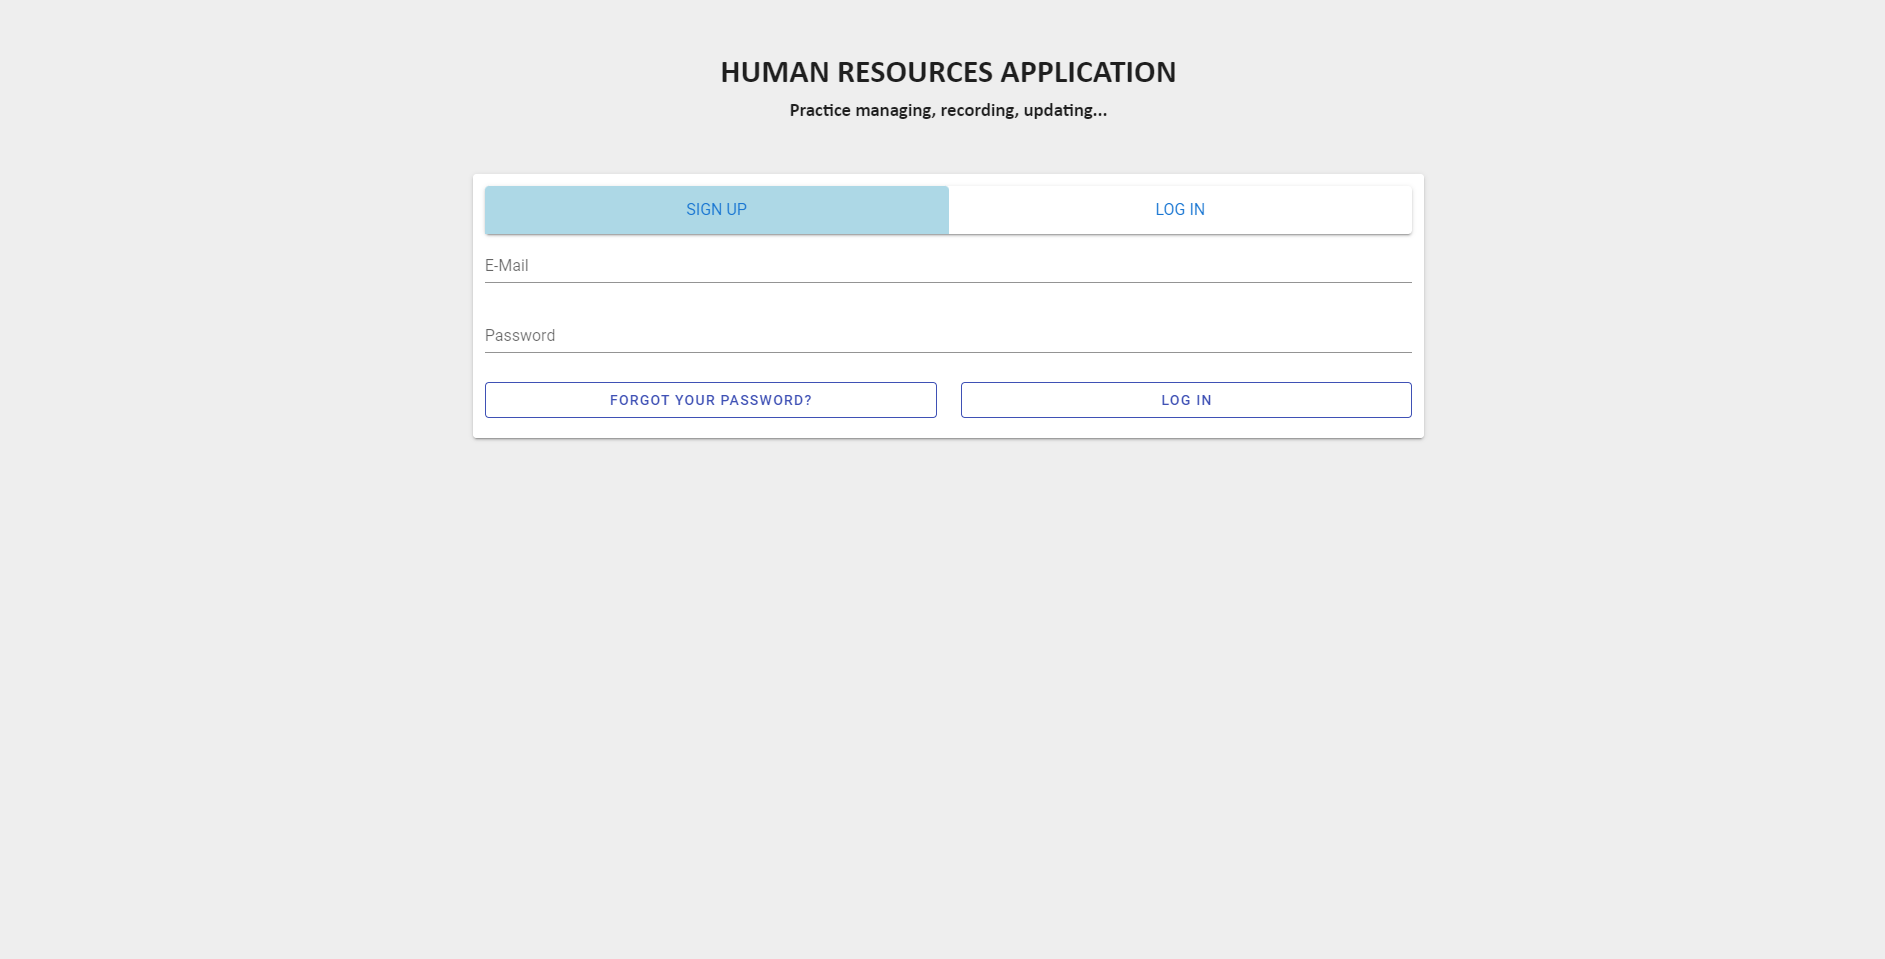 HUMAN RESOURCES APPLICATION
Practice managing, recording, updating...
SIGN UP
LOG IN
E-Mail
Password
FORGOT YOUR PASSWORD?
LOG IN